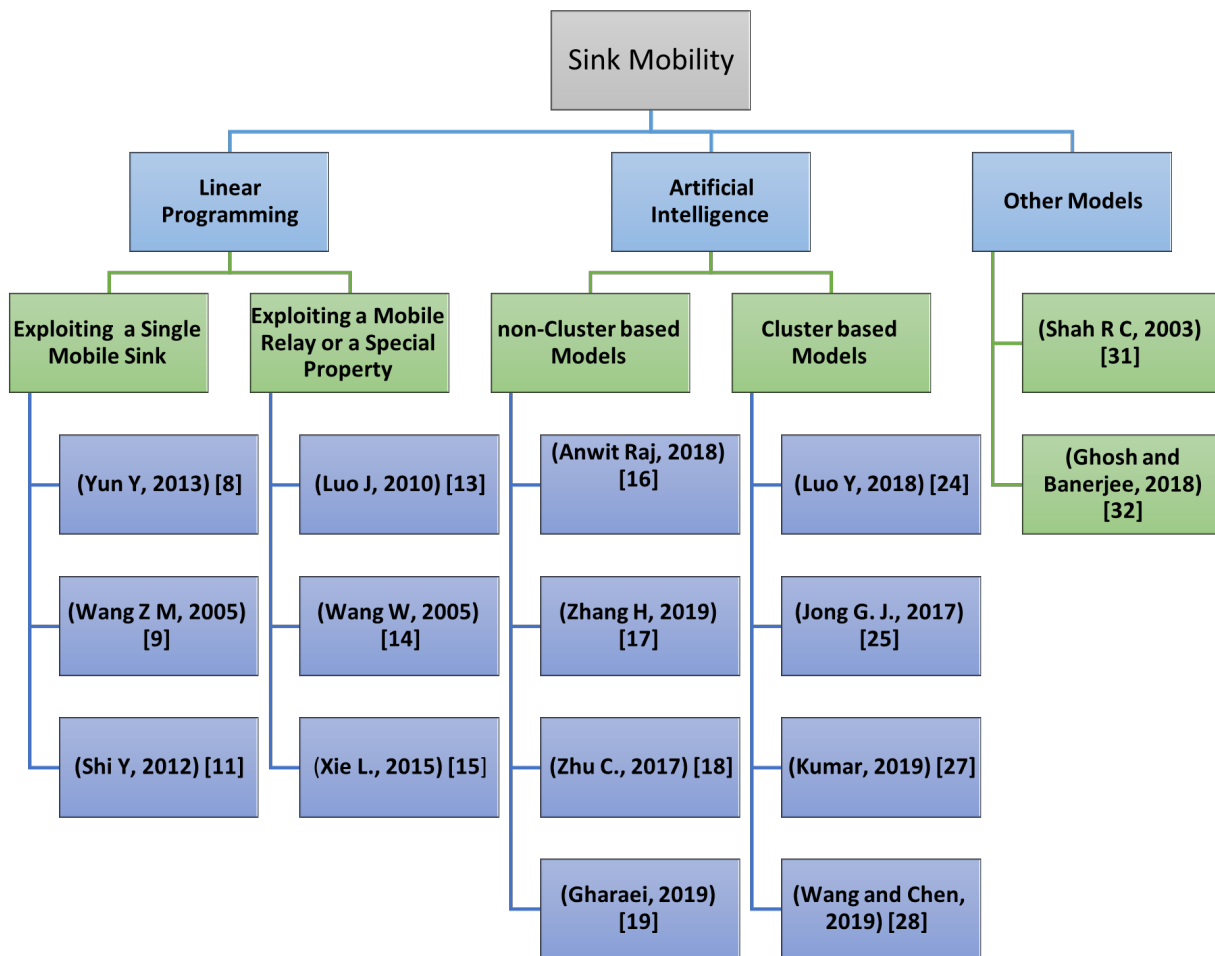 Sink Mobility
Linear
Programming
Artificial
Intelligence
Other Models
Exploiting a Single
Mobile Sink
Exploiting a Mobile
Relay or a Special
Property
non-Cluster based
Models
Cluster based
Models
(Shah R C, 2003)
[31]
(Yun Y, 2013) [8]
(Luo J, 2010) [13]
(Anwit Raj, 2018)
[16]
(Luo Y, 2018) [24]
(Ghosh and
Banerjee, 2018)
[32]
(Wang Z M, 2005)
[9]
(Wang W, 2005)
[14]
(Zhang H, 2019)
[17]
(Jong G. J., 2017)
[25]
(Shi Y, 2012) [11]
(Xie L., 2015) [15]
(Zhu C., 2017) [18]
(Kumar, 2019) [27]
(Gharaei, 2019)
[19]
(Wang and Chen,
2019) [28]